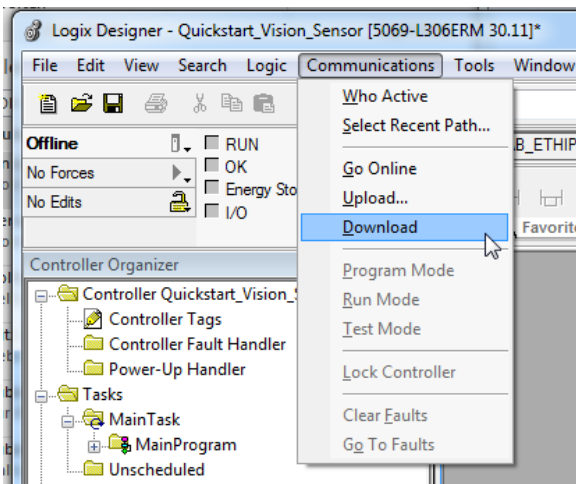 Logix Designer - Quickstart_Vision_Sensor [5069-L306ERM 30.11]*
File Edit View Search Logic Communications Tools Window
Who Active
Select Recent Path...
Go Online
Upload...
Download
Program Mode
Run Mode
Test Mode
Lock Controller
Clear Faults
Go To Faults
Offline
RUN
No Forces
OK
Energy Sto
No Edits
I/O
AB_ETHIP
Favorite
Controller Organizer
Controller Quickstart_Vision_S
Controller Tags
Controller Fault Handler
Power-Up Handler
Tasks
MainTask
MainProgram
Unscheduled